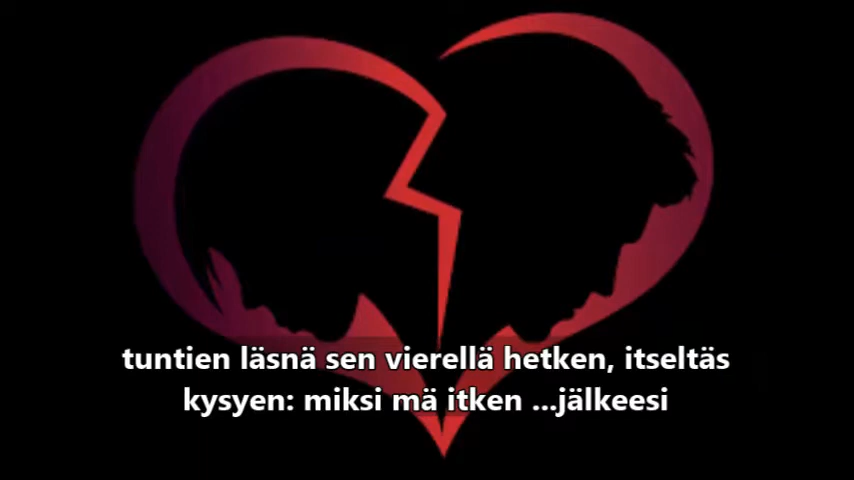 tuntien läsnä sen vierellä hetken, itseltäs
kysyen: miksi mä itken ...jälkeesi